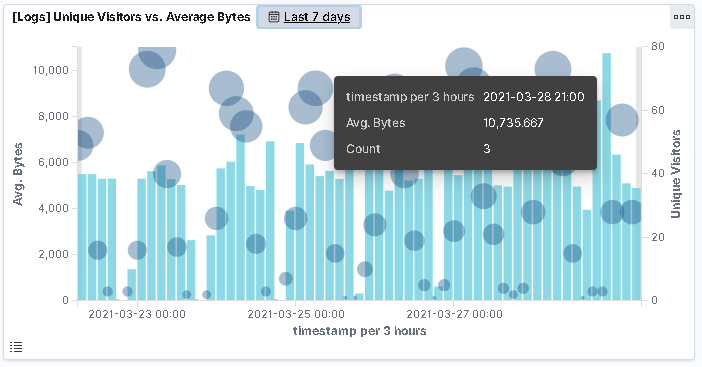 [Logs] Unique Visitors vs. Average Bytes
Last 7 days
10,000
8,000
6,000
4,000
2,000
0
Avg. Bytes
80
60
40
20
0
Unique Visitors
timestamp per 3 hours 2021-03-28 21:00
Avg. Bytes 10,735.667
Count 3
2021-03-23 00:00
2021-03-25 00:00
2021-03-27 00:00
timestamp per 3 hours